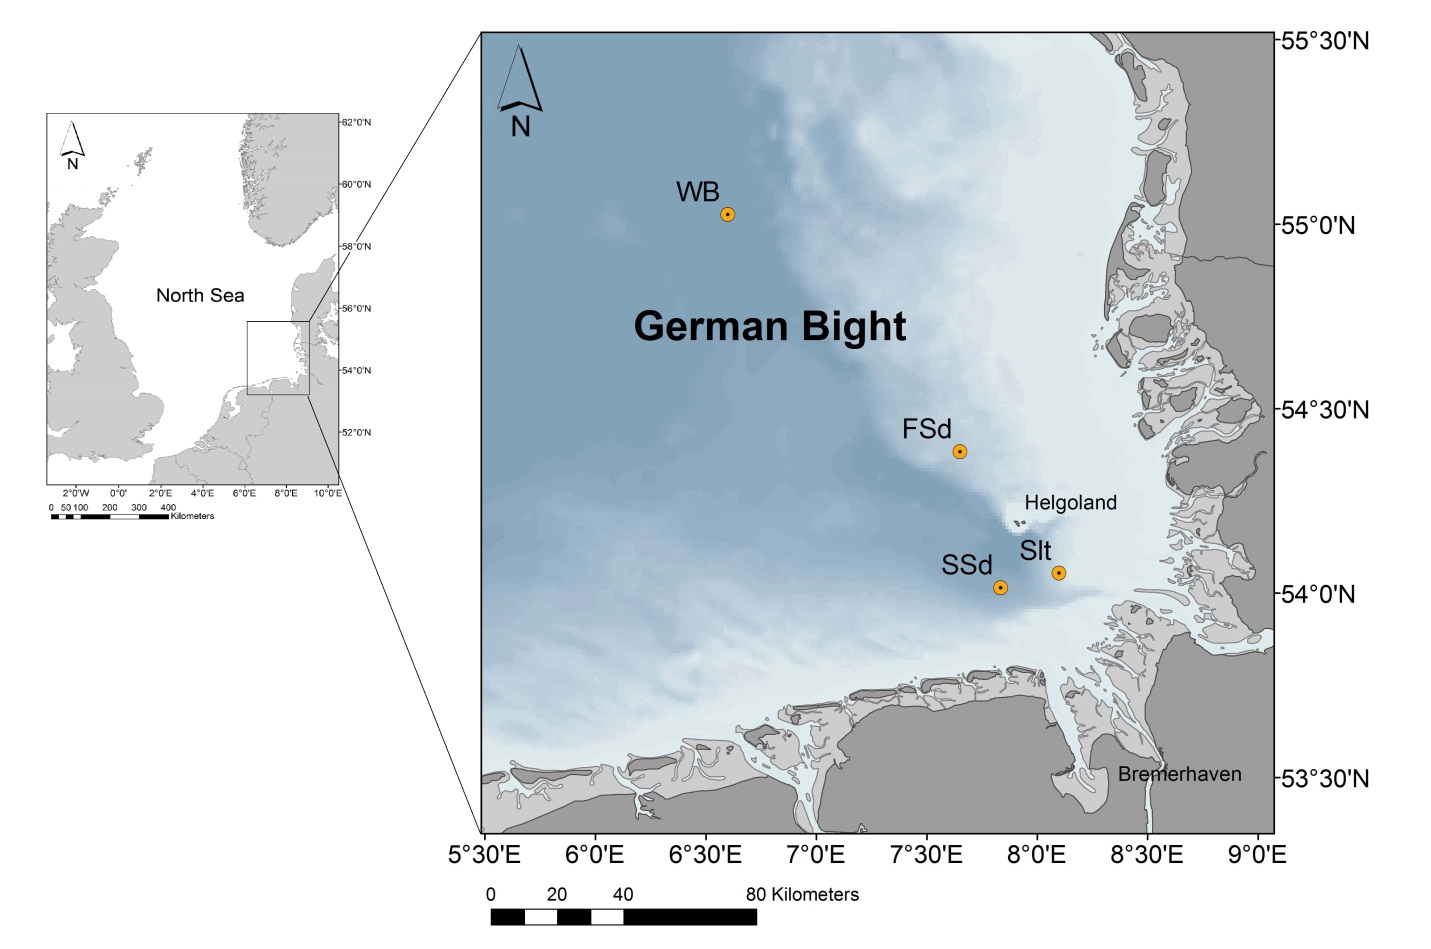 N
62°0'N
60°0'N
58°0'N
56°0'N
54°0'N
52°0'N
North Sea
2°0'W 0°0' 2°0'E 4°0'E 6°0'E 8°0'E 10°0'E
0 50 100 200 300 400
Kilometers
N
55°30'N
WB
55°0'N
German Bight
54°30'N
FSd
Helgoland
Slt
SSd
54°0'N
Bremerhaven
53°30'N
5°30'E 6°0'E 6°30'E 7°0'E 7°30'E 8°0'E 8°30'E 9°0'E
0 20 40 80 Kilometers